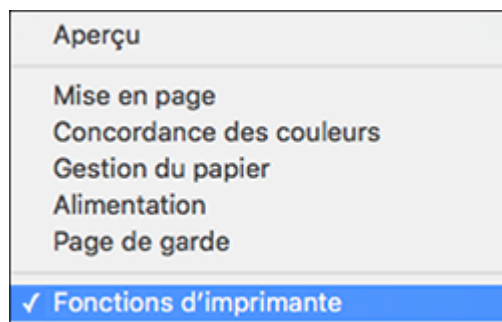 Aperçu
Mise en page
Concordance des couleurs
Gestion du papier
Alimentation
Page de garde
✓ Fonctions d'imprimante